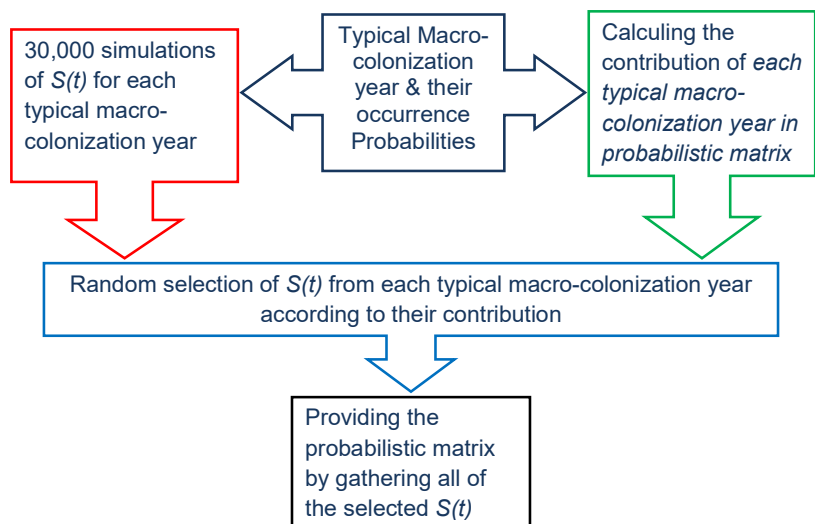 30,000 simulations
of S(t) for each
typical macro-
colonization year
Typical Macro-
colonization
year & their
occurrence
Probabilities
Calculing the
contribution of each
typical macro-
colonization year in
probabilistic matrix
Random selection of S(t) from each typical macro-colonization year
according to their contribution
Providing the
probabilistic matrix
by gathering all of
the selected S(t)